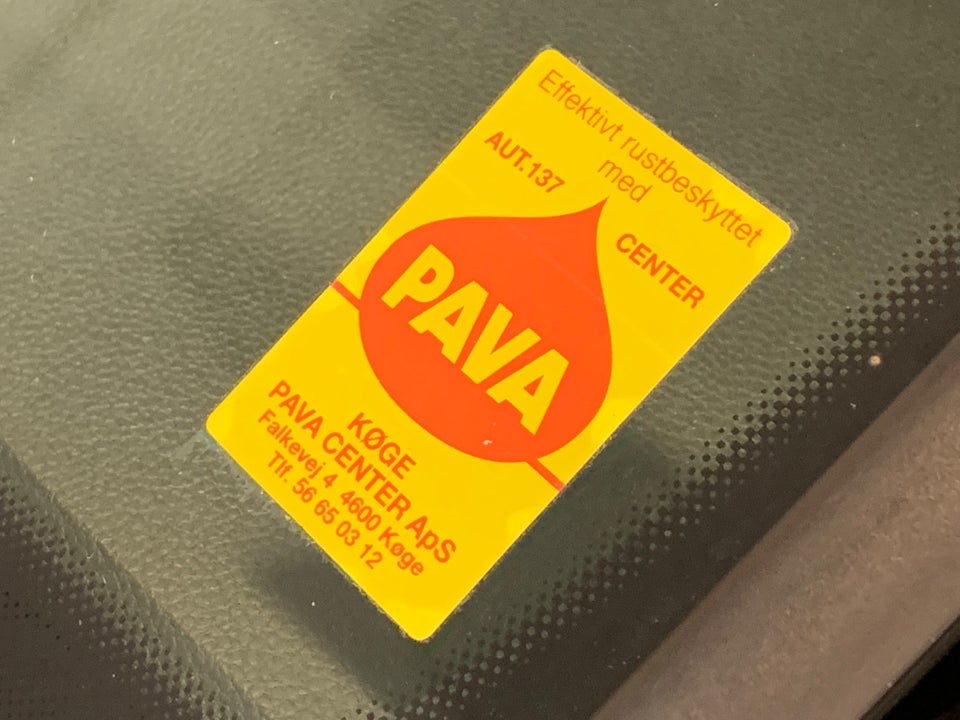 Effektivt rustbeskyttet
med
AUT.137
CENTER
PAVA
KØGE
PAVA CENTER ApS
Falkevej 4 4600 Køge
Tlf. 56 65 03 12